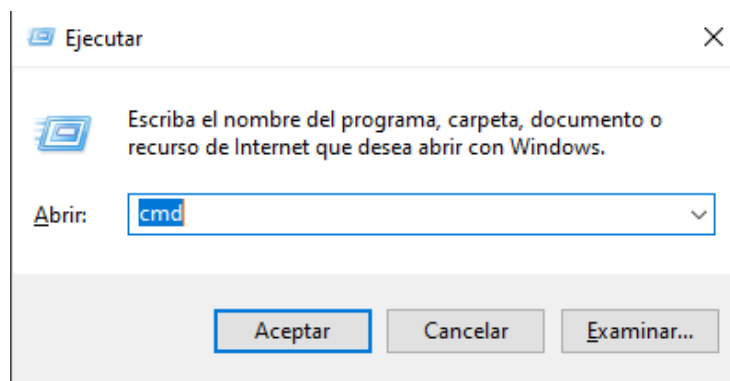 Ejecutar
Escriba el nombre del programa, carpeta, documento o
recurso de Internet que desea abrir con Windows.
Abrir: cmd
Aceptar Cancelar Examinar...